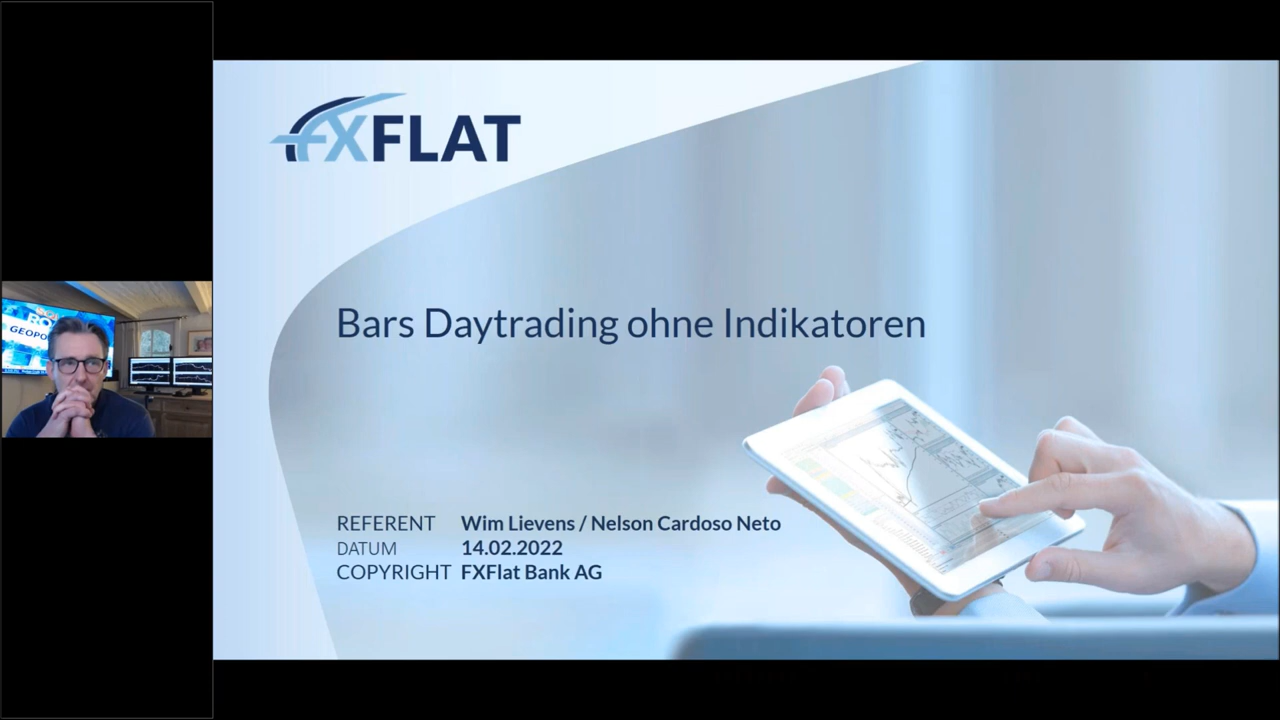 FXFLAT
Bars Daytrading ohne Indikatoren
REFERENT Wim Lievens / Nelson Cardoso Neto
DATUM 14.02.2022
COPYRIGHT FXFlat Bank AG